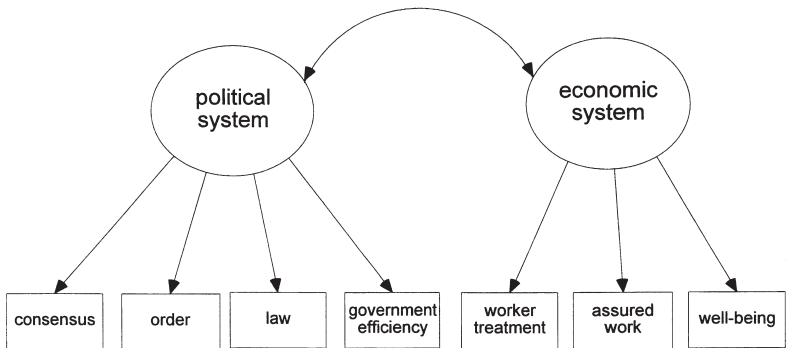 political
system
economic
system
consensus
order
law
government
efficiency
worker
treatment
assured
work
well-being